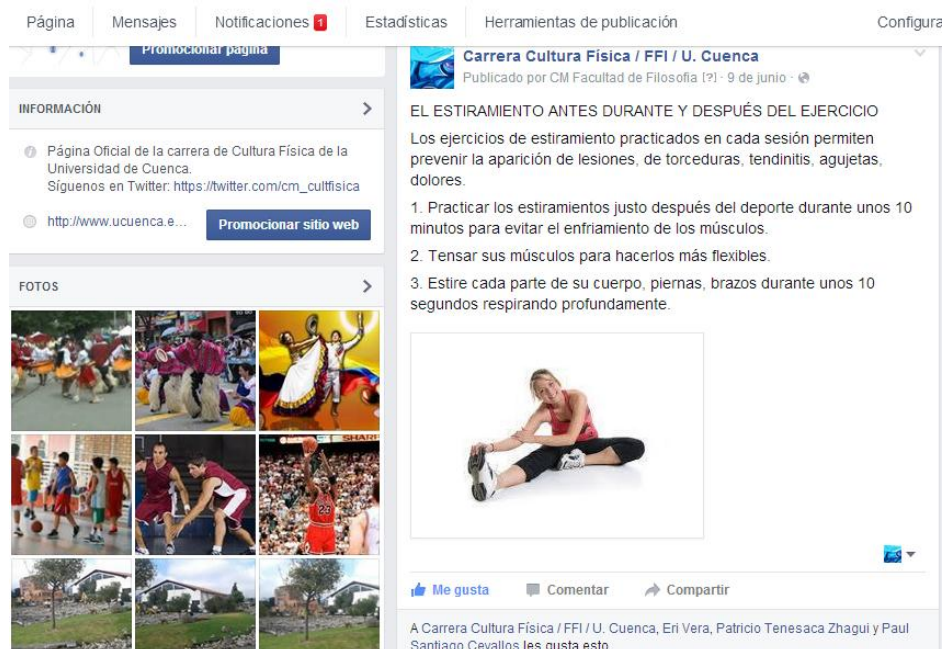 Página Mensajes Notificaciones 1 Estadísticas Herramientas de publicación Configura
Promocionar página
INFORMACIÓN
Página Oficial de la carrera de Cultura Física de la
Universidad de Cuenca.
Síguenos en Twitter: https://twitter.com/cm_cultfisica
http://www.ucuenca.e...
Promocionar sitio web
FOTOS
23
Carrera Cultura Física / FFI / U. Cuenca
Publicado por CM Facultad de Filosofia [?] · 9 de junio ·
EL ESTIRAMIENTO ANTES DURANTE Y DESPUÉS DEL EJERCICIO
Los ejercicios de estiramiento practicados en cada sesión permiten
prevenir la aparición de lesiones, de torceduras, tendinitis, agujetas,
dolores.
1. Practicar los estiramientos justo después del deporte durante unos 10
minutos para evitar el enfriamiento de los músculos.
2. Tensar sus músculos para hacerlos más flexibles.
3. Estire cada parte de su cuerpo, piernas, brazos durante unos 10
segundos respirando profundamente.
Me gusta Comentar Compartir
A Carrera Cultura Física / FFI / U. Cuenca, Eri Vera, Patricio Tenesaca Zhagui y Paul
Santiago Cevallos les gusta esto.